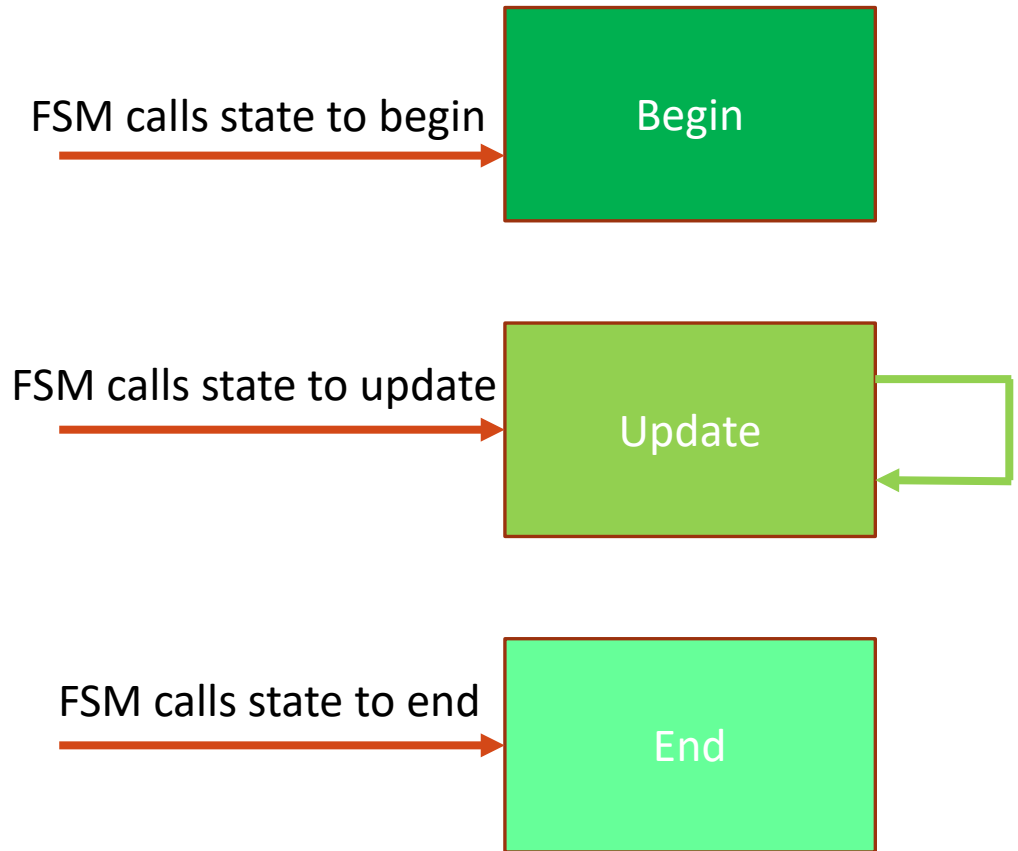 FSM calls state to begin
Begin
FSM calls state to update
Update
FSM calls state to end
End